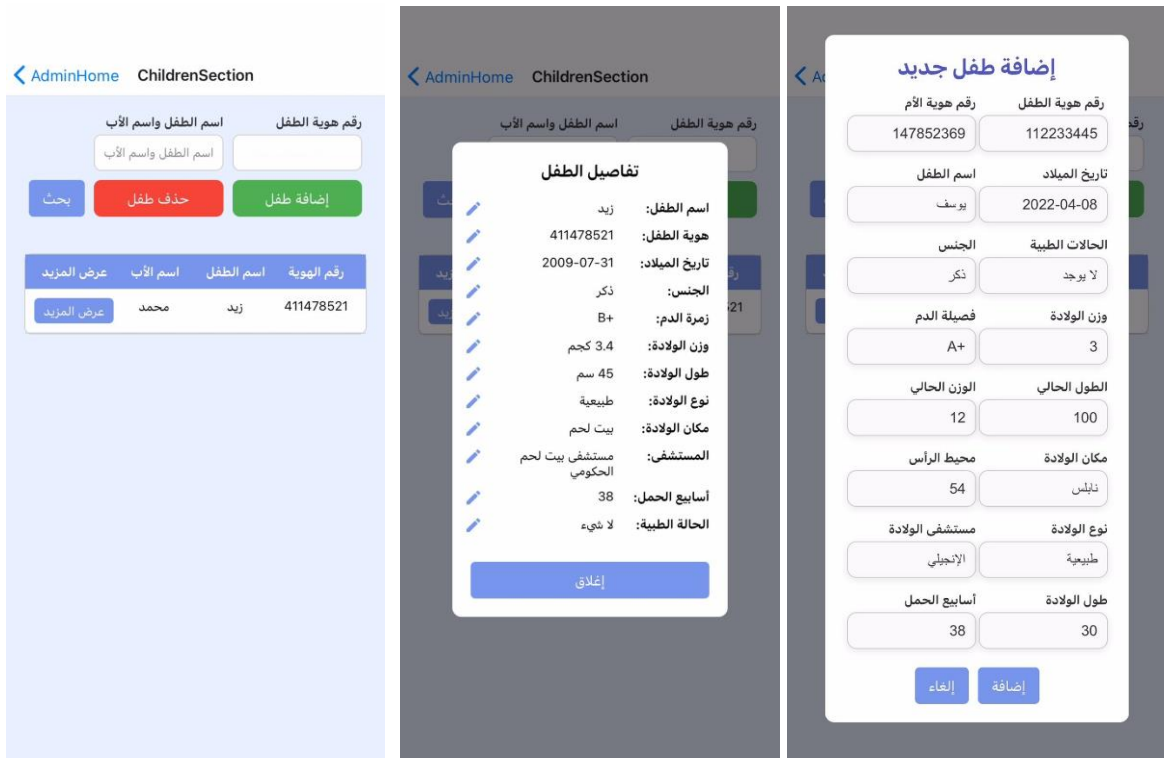 AdminHome ChildrenSection
رقم هوية الطفل اسم الطفل واسم الأب
اسم الطفل واسم الأب
إضافة طفل حذف طفل بحث
رقم الهوية اسم الطفل اسم الأب عرض المزيد
411478521 زيد محمد عرض المزيد
AdminHome ChildrenSection
رقم هوية الطفل اسم الطفل واسم الأب
تفاصيل الطفل
اسم الطفل: زيد
هوية الطفل: 411478521
تاريخ الميلاد: 2009-07-31
الجنس: ذكر
زمرة الدم: B+
وزن الولادة: 3.4 كجم
طول الولادة: 45 سم
نوع الولادة: طبيعية
مكان الولادة: بيت لحم
المستشفى: مستشفى بيت لحم
الحكومي
أسابيع الحمل: 38
الحالة الطبية: لا شيء
إغلاق
إضافة طفل جديد
رقم هوية الطفل رقم هوية الأم
112233445 147852369
تاريخ الميلاد اسم الطفل
2022-04-08 يوسف
الحالات الطبية الجنس
لا يوجد ذكر
وزن الولادة فصيلة الدم
3 A+
الطول الحالي الوزن الحالي
100 12
مكان الولادة محيط الرأس
نابلس 54
نوع الولادة مستشفى الولادة
طبيعية الإنجيلي
طول الولادة أسابيع الحمل
30 38
إضافة إلغاء